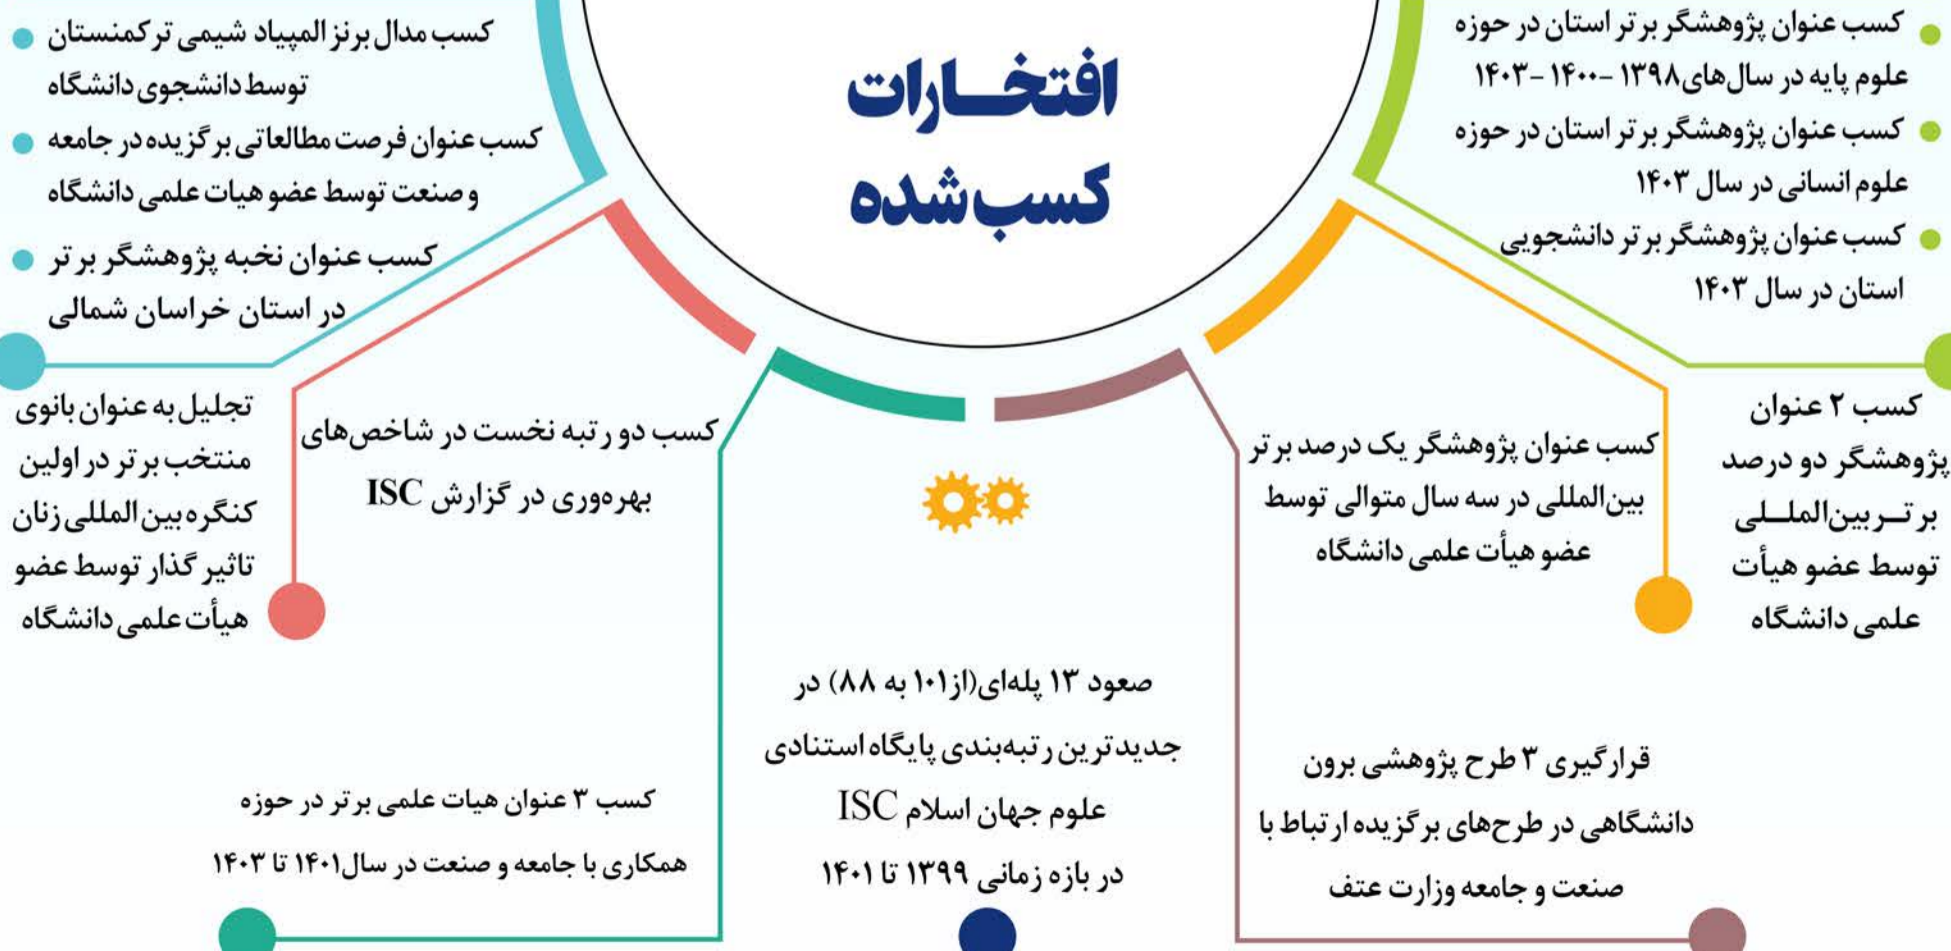 افتخارات
کسب‌شده
کسب عنوان پژوهشگر برتر استان در حوزه
علوم پایه در سال‌های۱۳۹۸ -۱۴۰۰ -۱۴۰۳
کسب عنوان پژوهشگر برتر استان در حوزه
علوم انسانی در سال ۱۴۰۳
کسب عنوان پژوهشگر برتر دانشجویی
استان در سال ۱۴۰۳
کسب ۲ عنوان
پژوهشگر دو درصد
برتر بین‌المللی
توسط عضو هیأت
علمی دانشگاه
کسب عنوان پژوهشگر یک درصد برتر
بین‌المللی در سه سال متوالی توسط
عضو هیأت علمی دانشگاه
قرارگیری ۳ طرح پژوهشی برون
دانشگاهی در طرح‌های برگزیده ارتباط با
صنعت و جامعه وزارت عتف
صعود ۱۳ پله‌ای(از۱۰۱ به ۸۸) در
جدیدترین رتبه‌بندی پایگاه استنادی
علوم جهان اسلام ISC
در بازه زمانی ۱۳۹۹ تا ۱۴۰۱
کسب ۳ عنوان هیات علمی برتر در حوزه
همکاری با جامعه و صنعت در سال۱۴۰۱ تا ۱۴۰۳
کسب دو رتبه نخست در شاخص‌های
بهره‌وری در گزارش ISC
تجلیل به عنوان بانوی
منتخب برتر در اولین
کنگره بین المللی زنان
تاثیر گذار توسط عضو
هیأت علمی دانشگاه
کسب مدال برنز المپیاد شیمی ترکمنستان
توسط دانشجوی دانشگاه
کسب عنوان فرصت مطالعاتی برگزیده در جامعه
و صنعت توسط عضو هیات علمی دانشگاه
کسب عنوان نخبه پژوهشگر برتر
در استان خراسان شمالی